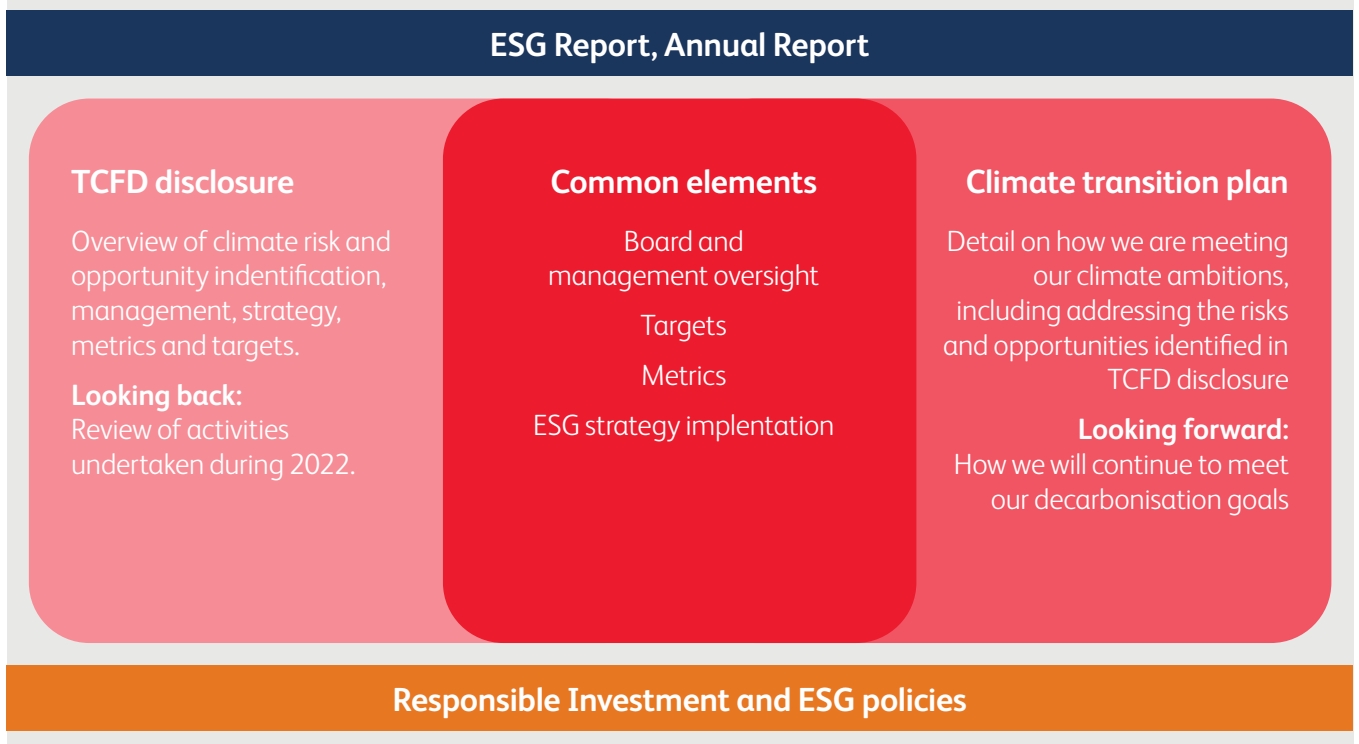 ESG Report, Annual Report
TCFD disclosure
Overview of climate risk and
opportunity indentification,
management, strategy,
metrics and targets.
Looking back:
Review of activities
undertaken during 2022.
Common elements
Board and
management oversight
Targets
Metrics
ESG strategy implentation
Climate transition plan
Detail on how we are meeting
our climate ambitions,
including addressing the risks
and opportunities identified in
TCFD disclosure
Looking forward:
How we will continue to meet
our decarbonisation goals
Responsible Investment and ESG policies